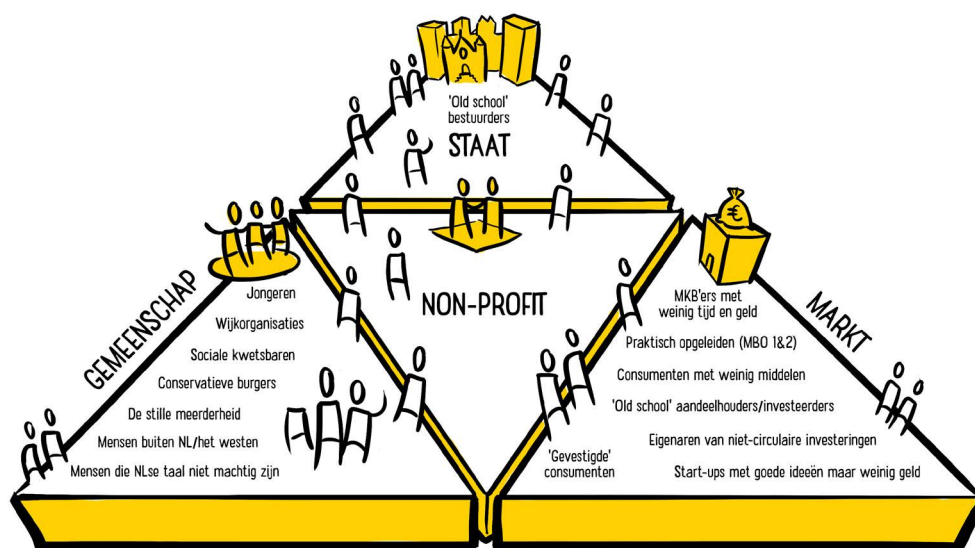 'Old school'
bestuurders
STAAT
GEMEENSCHAP
Jongeren
Wijkorganisaties
Sociale kwetsbaren
Conservatieve burgers
De stille meerderheid
Mensen buiten NL/het westen
Mensen die NLse taal niet machtig zijn
NON-PROFIT
€
MARKT
MKB'ers met
weinig tijd en geld
Praktisch opgeleiden (MBO 1&2)
Consumenten met weinig middelen
'Old school' aandeelhouders/investeerders
Eigenaren van niet-circulaire investeringen
'Gevestigde'
consumenten
Start-ups met goede ideeën maar weinig geld